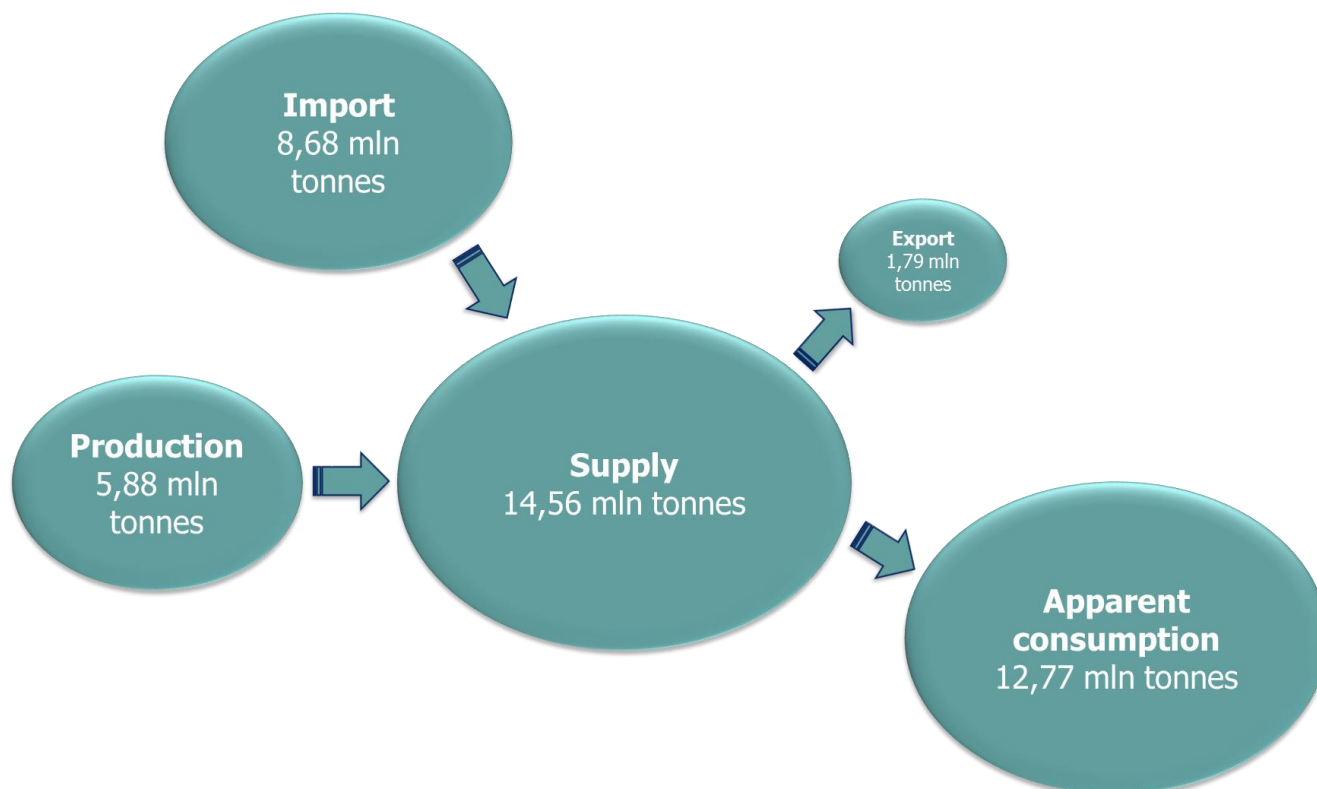 Import
8,68 mln
tonnes
Export
1,79 mln
tonnes
Production
5,88 mln
tonnes
Supply
14,56 mln tonnes
Apparent
consumption
12,77 mln tonnes